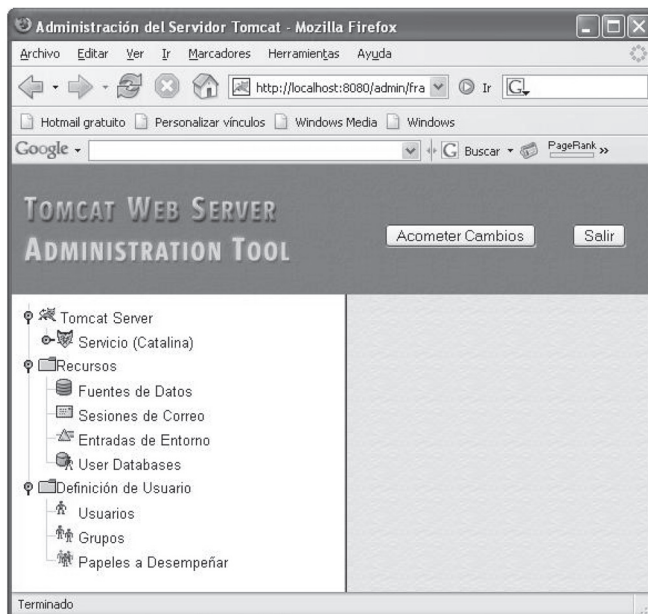 Administración del Servidor Tomcat - Mozilla Firefox
Archivo Editar Ver Ir Marcadores Herramientas Ayuda
http://localhost:8080/admin/fra Ir G
Hotmail gratuito Personalizar vínculos Windows Media Windows
Google Buscar PageRank »
TOMCAT WEB SERVER
ADMINISTRATION TOOL
Acometer Cambios Salir
Tomcat Server
Servicio (Catalina)
Recursos
Fuentes de Datos
Sesiones de Correo
Entradas de Entorno
User Databases
Definición de Usuario
Usuarios
Grupos
Papeles a Desempeñar
Terminado